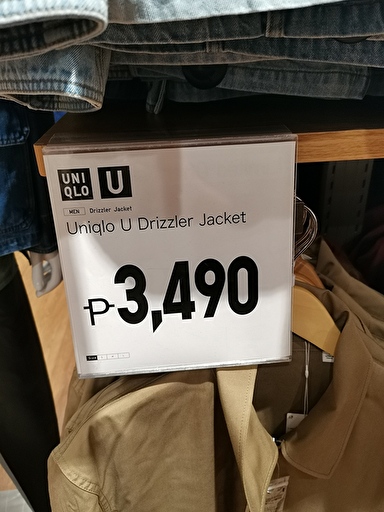 UNI
QLO
U
MEN Drizzler Jacket
Uniqlo U Drizzler Jacket
₱3,490